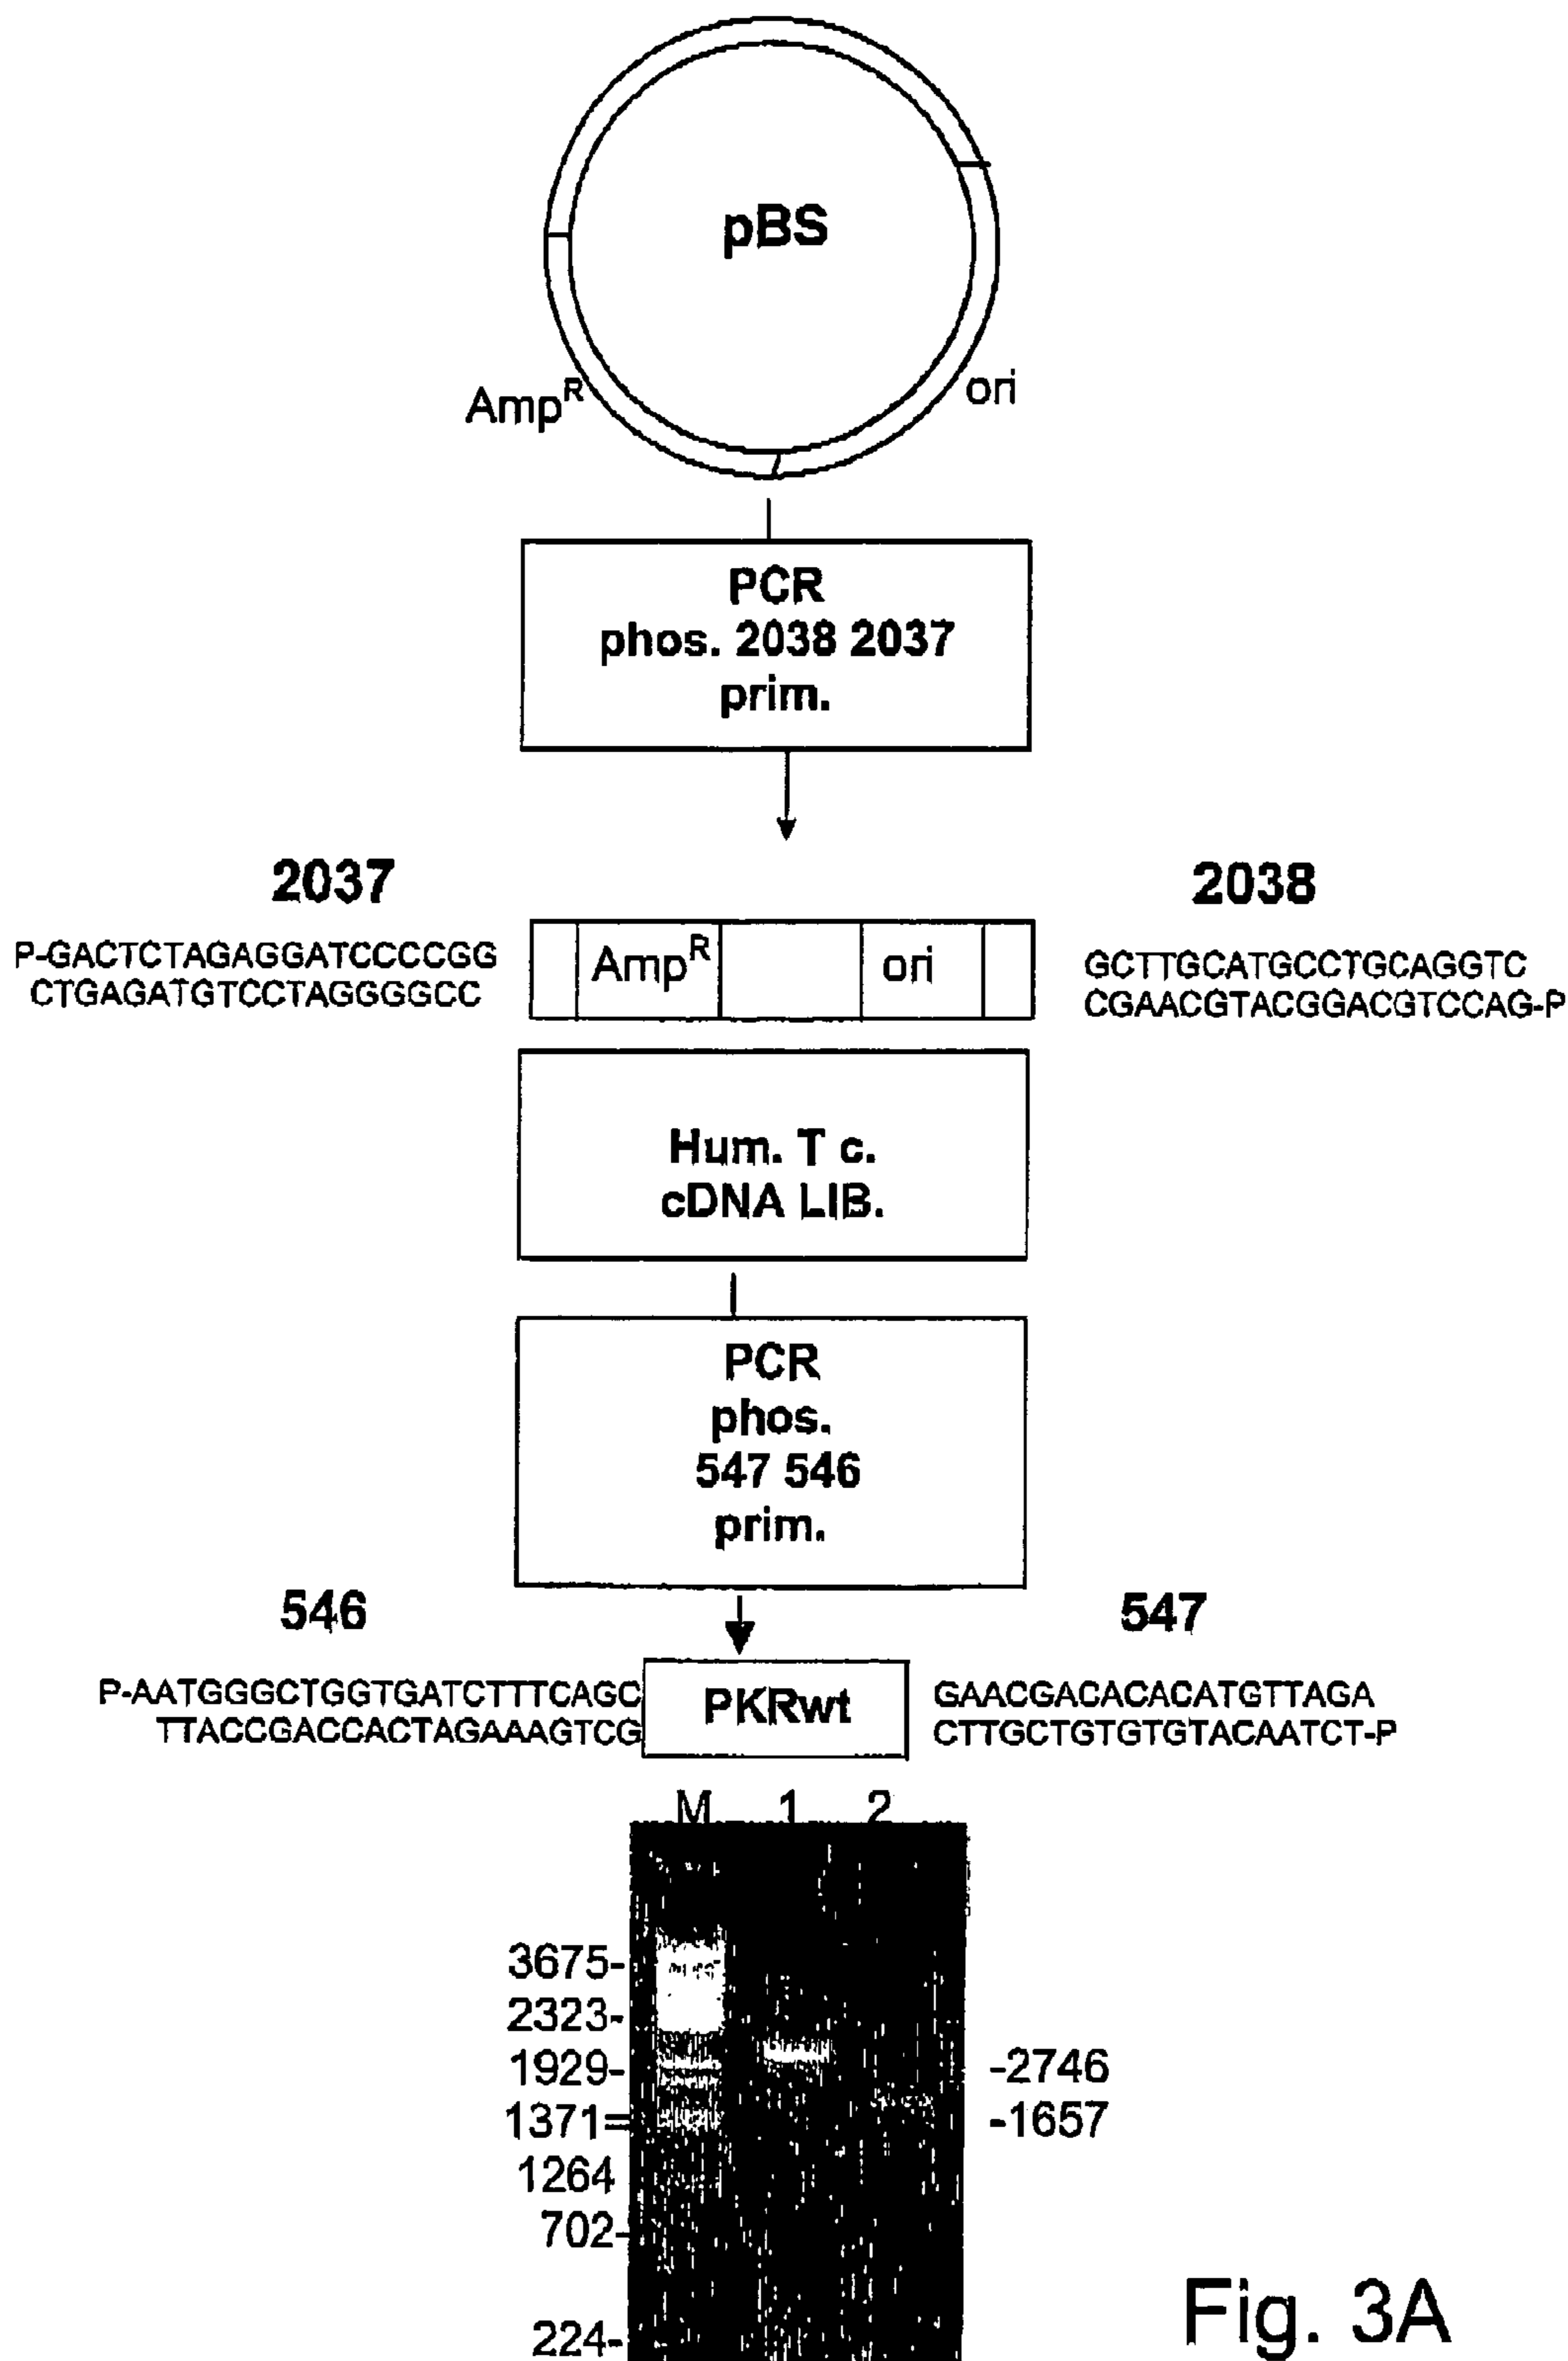 pBS
Amp^R
ori
PCR
phos. 2038 2037
prim.
2037
2038
P-GACTCTAGAGGATCCCCGG
CTGAGATGTCCTAGGGGCC
Amp^R
ori
GCTTGCATGCCTGCAGGTC
CGAACGTACGGACGTCCAG-P
Hum. T c.
cDNA LIB.
PCR
phos.
547 546
prim.
546
547
P-AATGGGCTGGTGATCTTTCAGC
TTACCGACCACTAGAAAGTCG
PKRwt
GAACGACACACATGTTAGA
CTTGCTGTGTGTACAATCT-P
M 1 2
3675-
2323-
1929-
1371=
1264
702-
224-
-2746
-1657
Fig. 3A